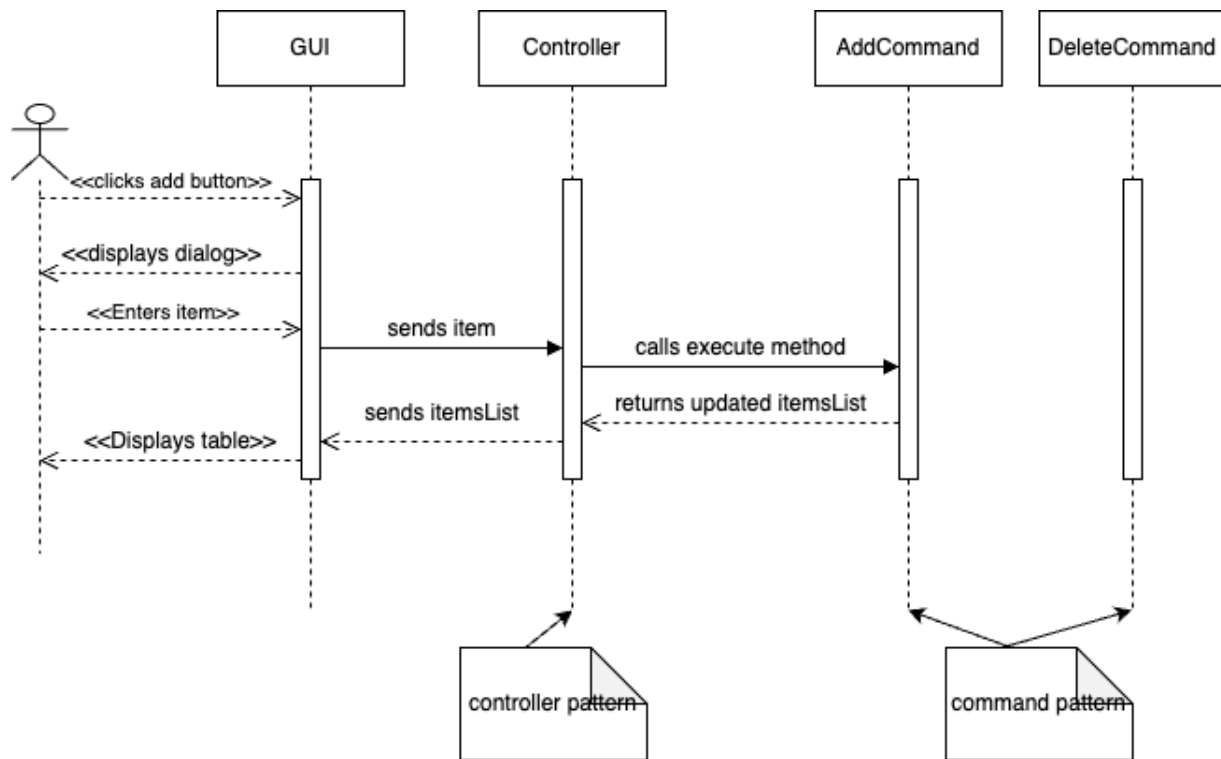 GUI
Controller
AddCommand
DeleteCommand
<<clicks add button>>
<<displays dialog>>
<<Enters item>>
sends item
calls execute method
returns updated itemsList
sends itemsList
<<Displays table>>
controller pattern
command pattern